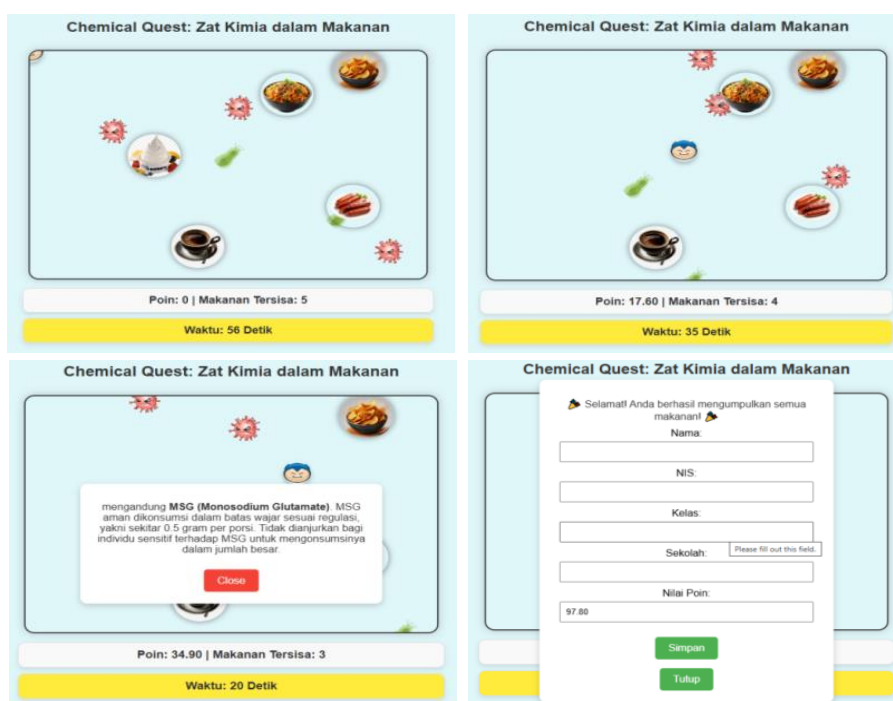 Chemical Quest: Zat Kimia dalam Makanan
Poin: 0 | Makanan Tersisa: 5
Waktu: 56 Detik
Chemical Quest: Zat Kimia dalam Makanan
Poin: 17.60 | Makanan Tersisa: 4
Waktu: 35 Detik
Chemical Quest: Zat Kimia dalam Makanan
mengandung MSG (Monosodium Glutamate). MSG
aman dikonsumsi dalam batas wajar sesuai regulasi,
yakni sekitar 0.5 gram per porsi. Tidak dianjurkan bagi
individu sensitif terhadap MSG untuk mengonsumsinya
dalam jumlah besar.
Close
Poin: 34.90 | Makanan Tersisa: 3
Waktu: 20 Detik
Chemical Quest: Zat Kimia dalam Makanan
Selamat! Anda berhasil mengumpulkan semua
makanan!
Nama:
NIS:
Kelas:
Please fill out this field.
Sekolah:
Nilai Poin:
97.80
Simpan
Tutup